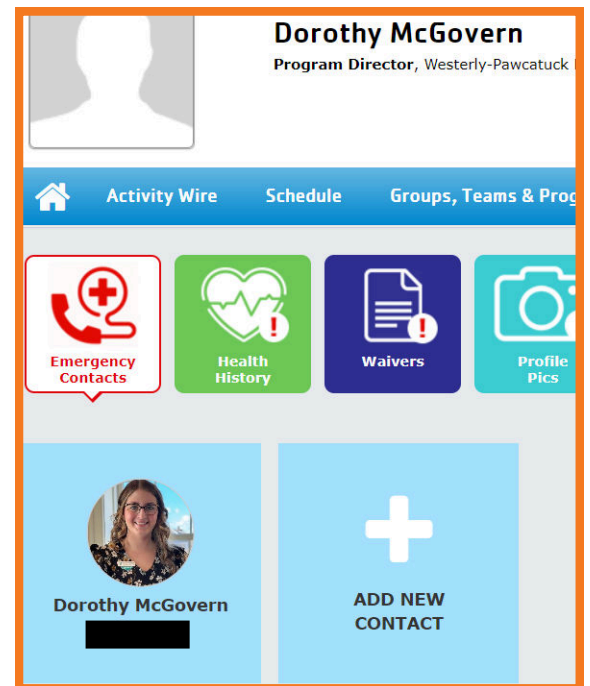 Dorothy McGovern
Program Director, Westerly-Pawcatuck
Activity Wire Schedule Groups, Teams & Prog
Emergency
Contacts
Health
History
Waivers
Profile
Pics
Dorothy McGovern
ADD NEW
CONTACT